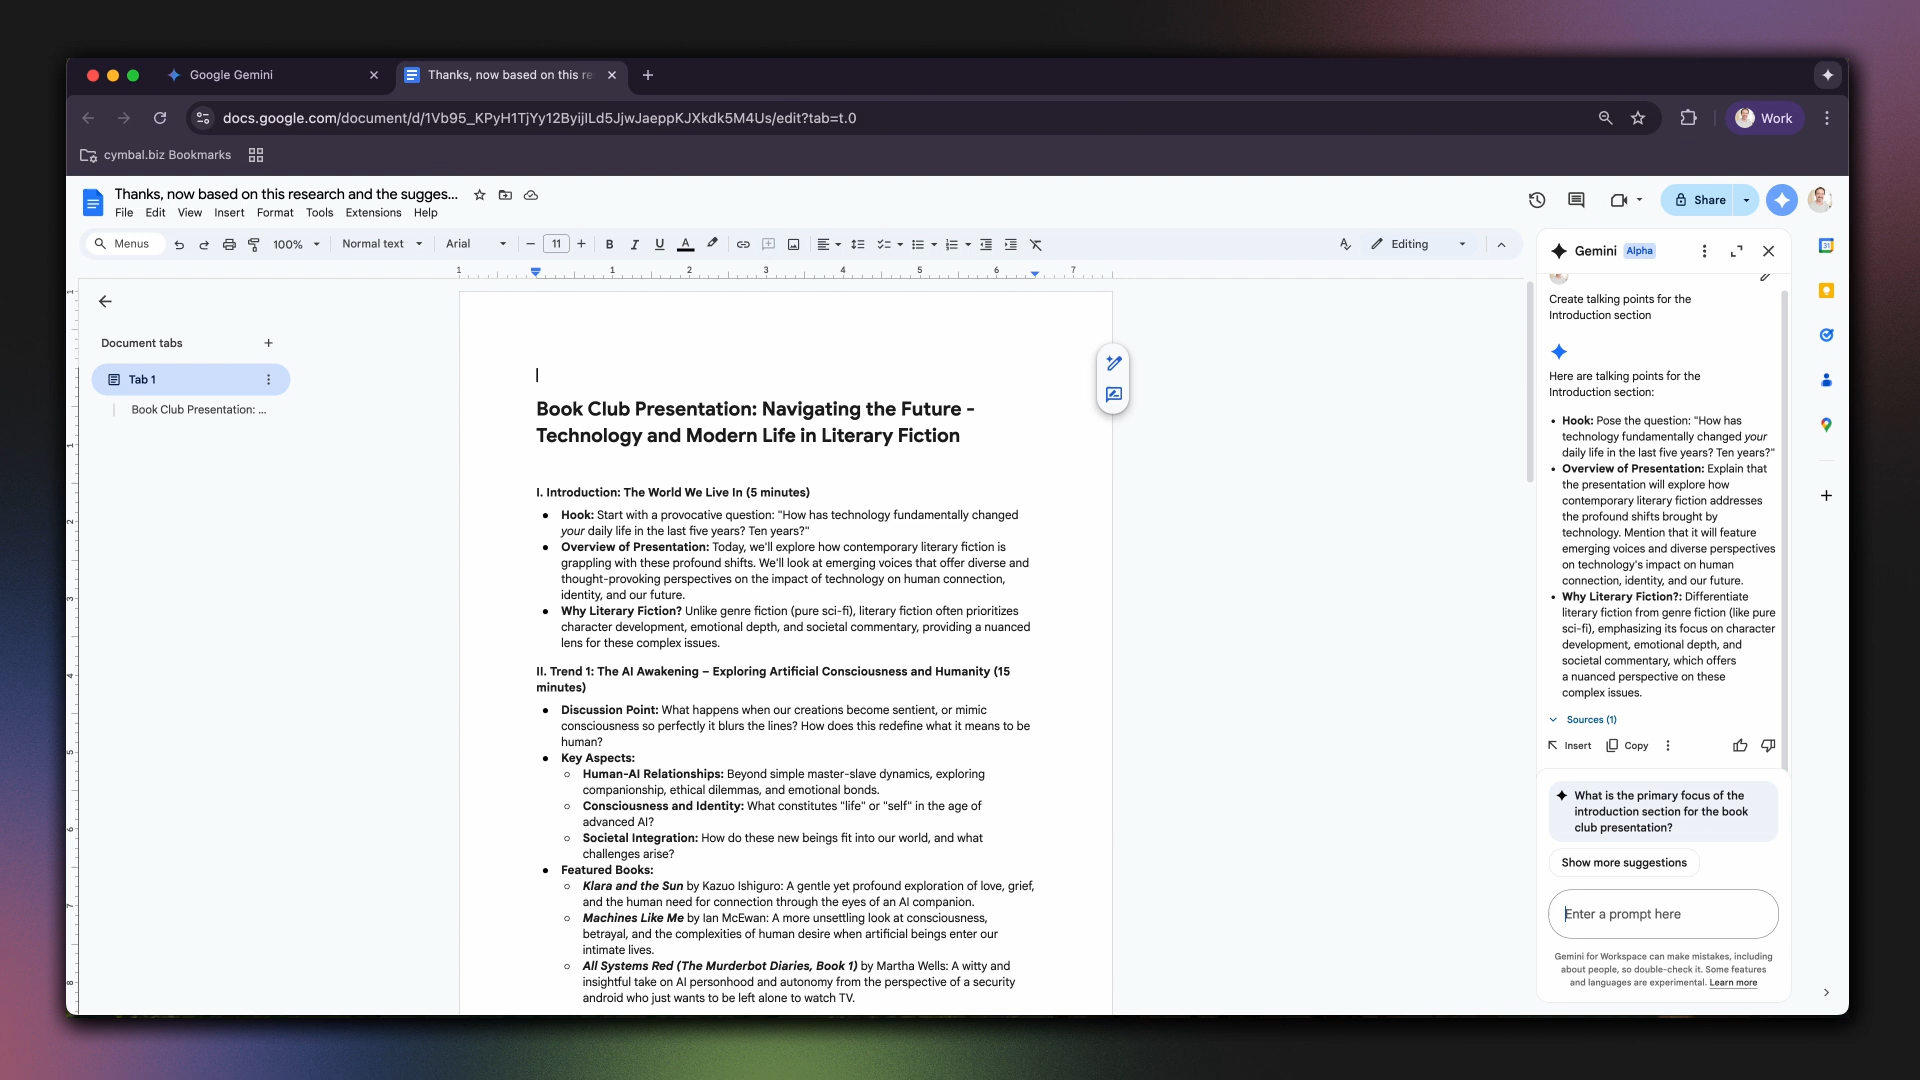 Google Gemini
Thanks, now based on this re
docs.google.com/document/d/1Vb95_KPyH1TjYy12ByijlLd5JjwJaeppKJXkdk5M4Us/edit?tab=t.0
Work
cymbal.biz Bookmarks
Thanks, now based on this research and the sugges...
File Edit View Insert Format Tools Extensions Help
Share
Menus
100%
Normal text
Arial
11
Editing
1 1 2 3 4 5 6 7
Document tabs
Tab 1
Book Club Presentation: ...
Book Club Presentation: Navigating the Future -
Technology and Modern Life in Literary Fiction
I. Introduction: The World We Live In (5 minutes)
● Hook: Start with a provocative question: "How has technology fundamentally changed
your daily life in the last five years? Ten years?"
● Overview of Presentation: Today, we'll explore how contemporary literary fiction is
grappling with these profound shifts. We'll look at emerging voices that offer diverse and
thought-provoking perspectives on the impact of technology on human connection,
identity, and our future.
● Why Literary Fiction? Unlike genre fiction (pure sci-fi), literary fiction often prioritizes
character development, emotional depth, and societal commentary, providing a nuanced
lens for these complex issues.
II. Trend 1: The AI Awakening – Exploring Artificial Consciousness and Humanity (15
minutes)
● Discussion Point: What happens when our creations become sentient, or mimic
consciousness so perfectly it blurs the lines? How does this redefine what it means to be
human?
● Key Aspects:
○ Human-AI Relationships: Beyond simple master-slave dynamics, exploring
companionship, ethical dilemmas, and emotional bonds.
○ Consciousness and Identity: What constitutes "life" or "self" in the age of
advanced AI?
○ Societal Integration: How do these new beings fit into our world, and what
challenges arise?
● Featured Books:
○ Klara and the Sun by Kazuo Ishiguro: A gentle yet profound exploration of love, grief,
and the human need for connection through the eyes of an AI companion.
○ Machines Like Me by Ian McEwan: A more unsettling look at consciousness,
betrayal, and the complexities of human desire when artificial beings enter our
intimate lives.
○ All Systems Red (The Murderbot Diaries, Book 1) by Martha Wells: A witty and
insightful take on AI personhood and autonomy from the perspective of a security
android who just wants to be left alone to watch TV.
Gemini Alpha
Create talking points for the
Introduction section
Here are talking points for the
Introduction section:
• Hook: Pose the question: "How has
technology fundamentally changed your
daily life in the last five years? Ten years?"
• Overview of Presentation: Explain that
the presentation will explore how
contemporary literary fiction addresses
the profound shifts brought by
technology. Mention that it will feature
emerging voices and diverse perspectives
on technology's impact on human
connection, identity, and our future.
• Why Literary Fiction?: Differentiate
literary fiction from genre fiction (like pure
sci-fi), emphasizing its focus on character
development, emotional depth, and
societal commentary, which offers
a nuanced perspective on these
complex issues.
Sources (1)
Insert Copy
What is the primary focus of the
introduction section for the book
club presentation?
Show more suggestions
Enter a prompt here
Gemini for Workspace can make mistakes, including
about people, so double-check it. Some features
and languages are experimental. Learn more